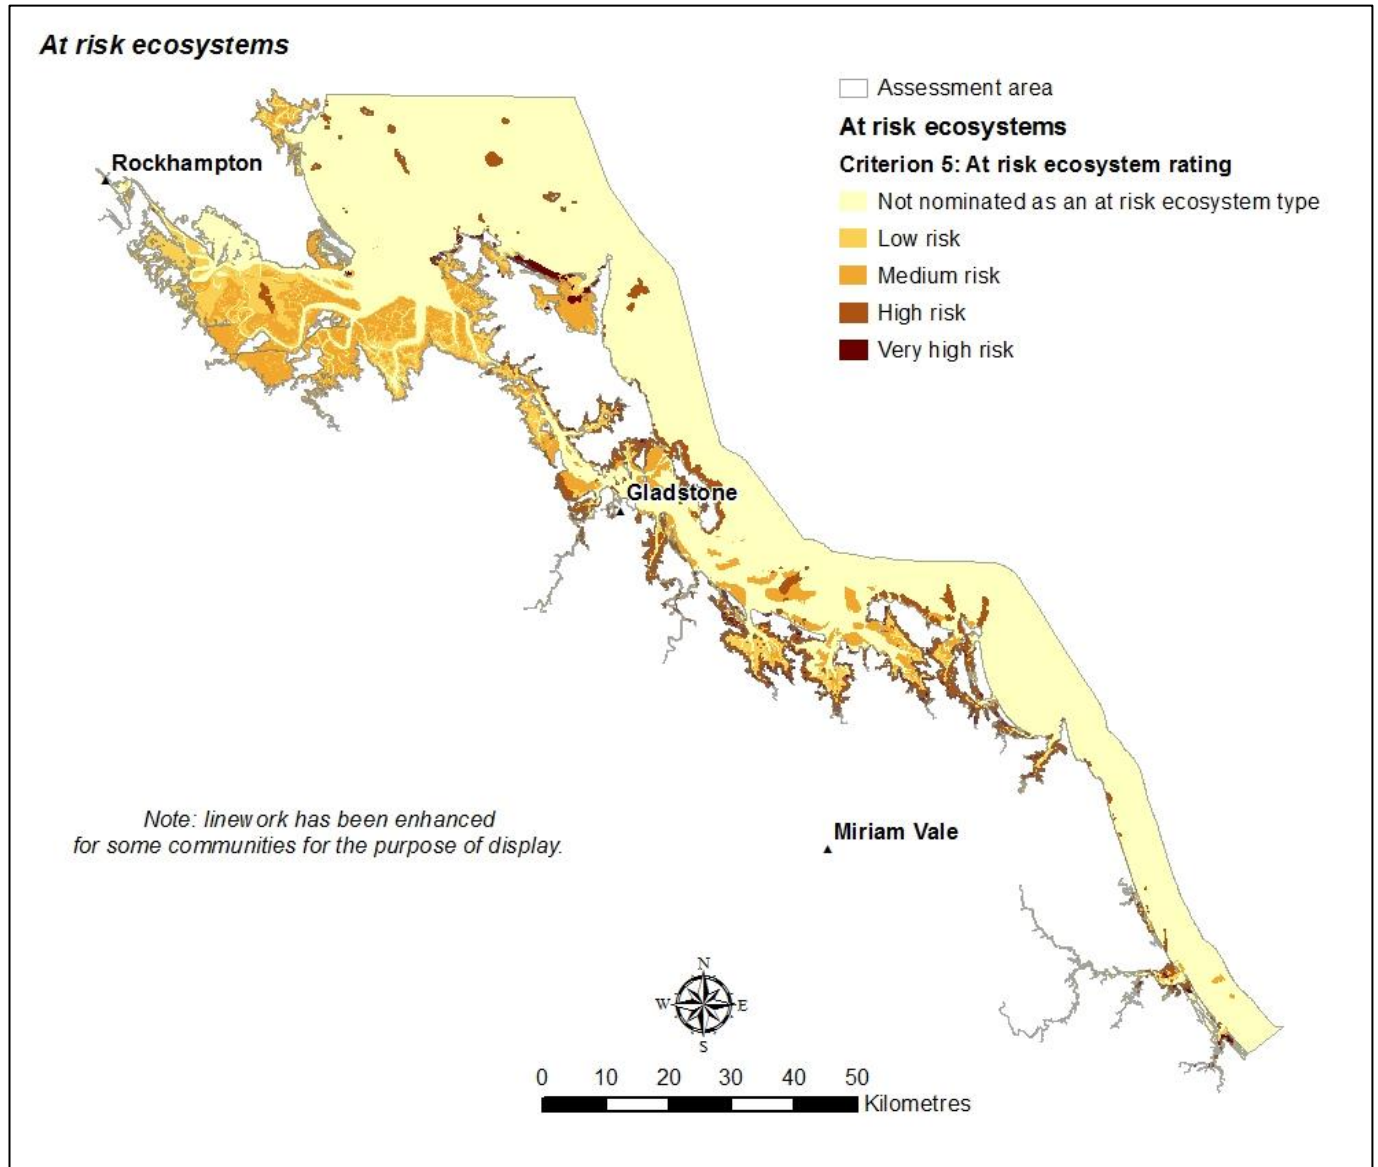 At risk ecosystems
Assessment area
At risk ecosystems
Criterion 5: At risk ecosystem rating
Not nominated as an at risk ecosystem type
Low risk
Medium risk
High risk
Very high risk
Rockhampton
Gladstone
Note: linework has been enhanced
for some communities for the purpose of display.
Miriam Vale
N
W E
S
0 10 20 30 40 50
Kilometres